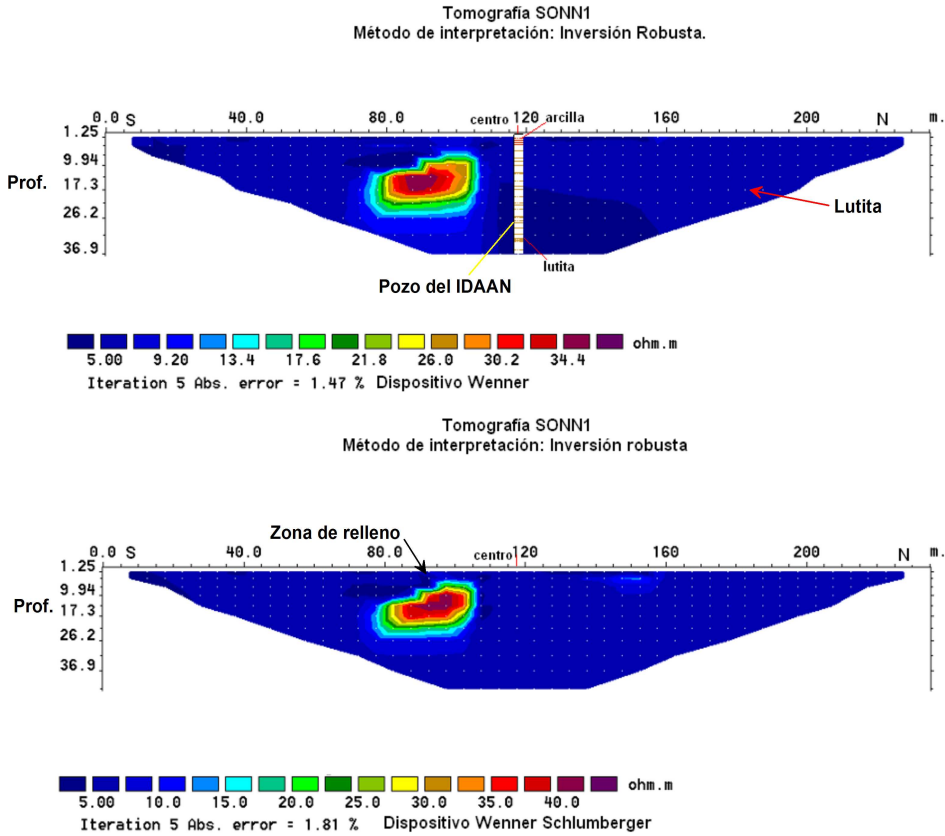 Tomografía SONN1
Método de interpretación: Inversión Robusta.
0.0 S 40.0 80.0 centro 120 arcilla 160 200 N m.
1.25
9.94
Prof. 17.3
Lutita
26.2
36.9
lutita
Pozo del IDAAN
ohm.m
5.00 9.20 13.4 17.6 21.8 26.0 30.2 34.4
Iteration 5 Abs. error = 1.47 % Dispositivo Wenner
Tomografía SONN1
Método de interpretación: Inversión robusta
Zona de relleno
0.0 S 40.0 80.0 centro 120 160 200 N m.
1.25
9.94
Prof. 17.3
26.2
36.9
ohm.m
5.00 10.0 15.0 20.0 25.0 30.0 35.0 40.0
Iteration 5 Abs. error = 1.81 % Dispositivo Wenner Schlumberger